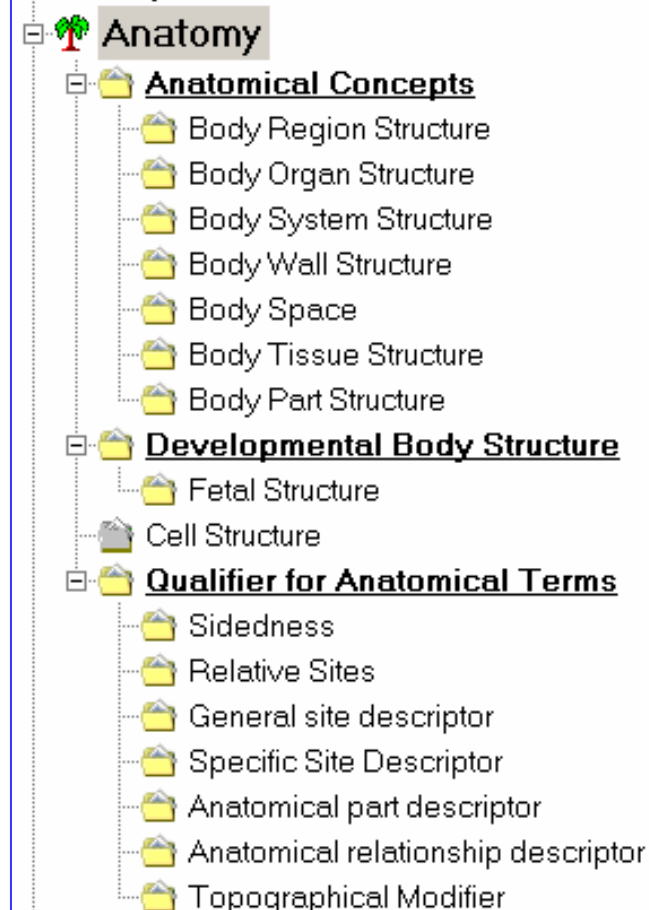 Anatomy
Anatomical Concepts
Body Region Structure
Body Organ Structure
Body System Structure
Body Wall Structure
Body Space
Body Tissue Structure
Body Part Structure
Developmental Body Structure
Fetal Structure
Cell Structure
Qualifier for Anatomical Terms
Sidedness
Relative Sites
General site descriptor
Specific Site Descriptor
Anatomical part descriptor
Anatomical relationship descriptor
Topographical Modifier